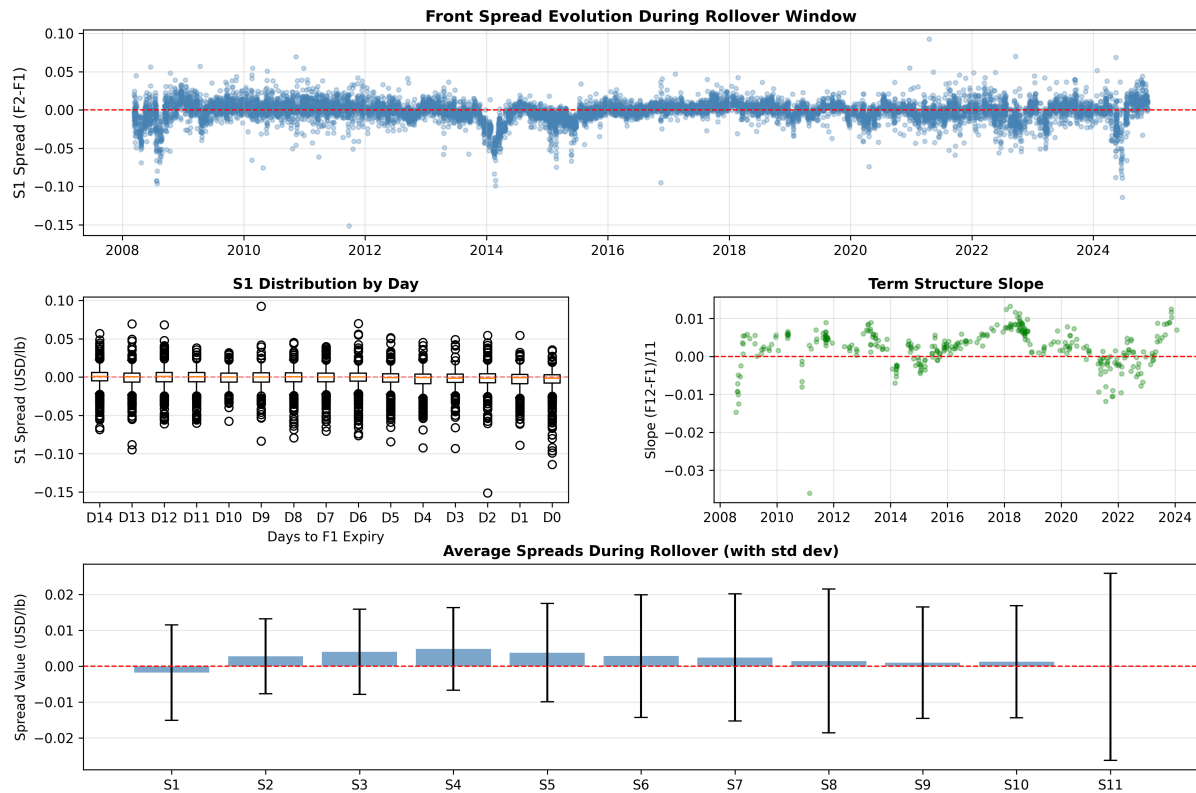 Front Spread Evolution During Rollover Window
S1 Spread (F2-F1)
0.10
0.05
0.00
−0.05
−0.10
−0.15
2008 2010 2012 2014 2016 2018 2020 2022 2024
S1 Distribution by Day
S1 Spread (USD/lb)
0.10
0.05
0.00
−0.05
−0.10
−0.15
D14 D13 D12 D11 D10 D9 D8 D7 D6 D5 D4 D3 D2 D1 D0
Days to F1 Expiry
Term Structure Slope
Slope (F12-F1)/11
0.01
0.00
−0.01
−0.02
−0.03
2008 2010 2012 2014 2016 2018 2020 2022 2024
Average Spreads During Rollover (with std dev)
Spread Value (USD/lb)
0.02
0.01
0.00
−0.01
−0.02
S1 S2 S3 S4 S5 S6 S7 S8 S9 S10 S11